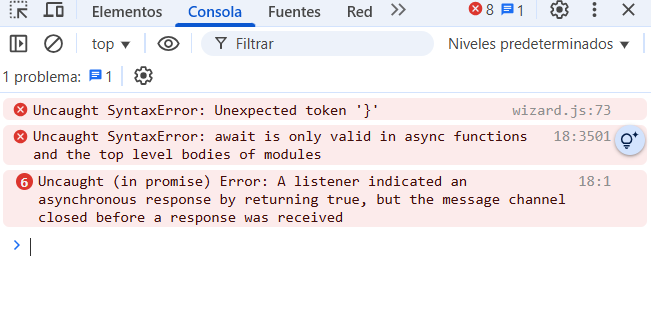 Elementos Consola Fuentes Red 8 1
top Filtrar Niveles predeterminados
1 problema: 1
Uncaught SyntaxError: Unexpected token '}' wizard.js:73
Uncaught SyntaxError: await is only valid in async functions 18:3501
and the top level bodies of modules
6 Uncaught (in promise) Error: A listener indicated an 18:1
asynchronous response by returning true, but the message channel
closed before a response was received